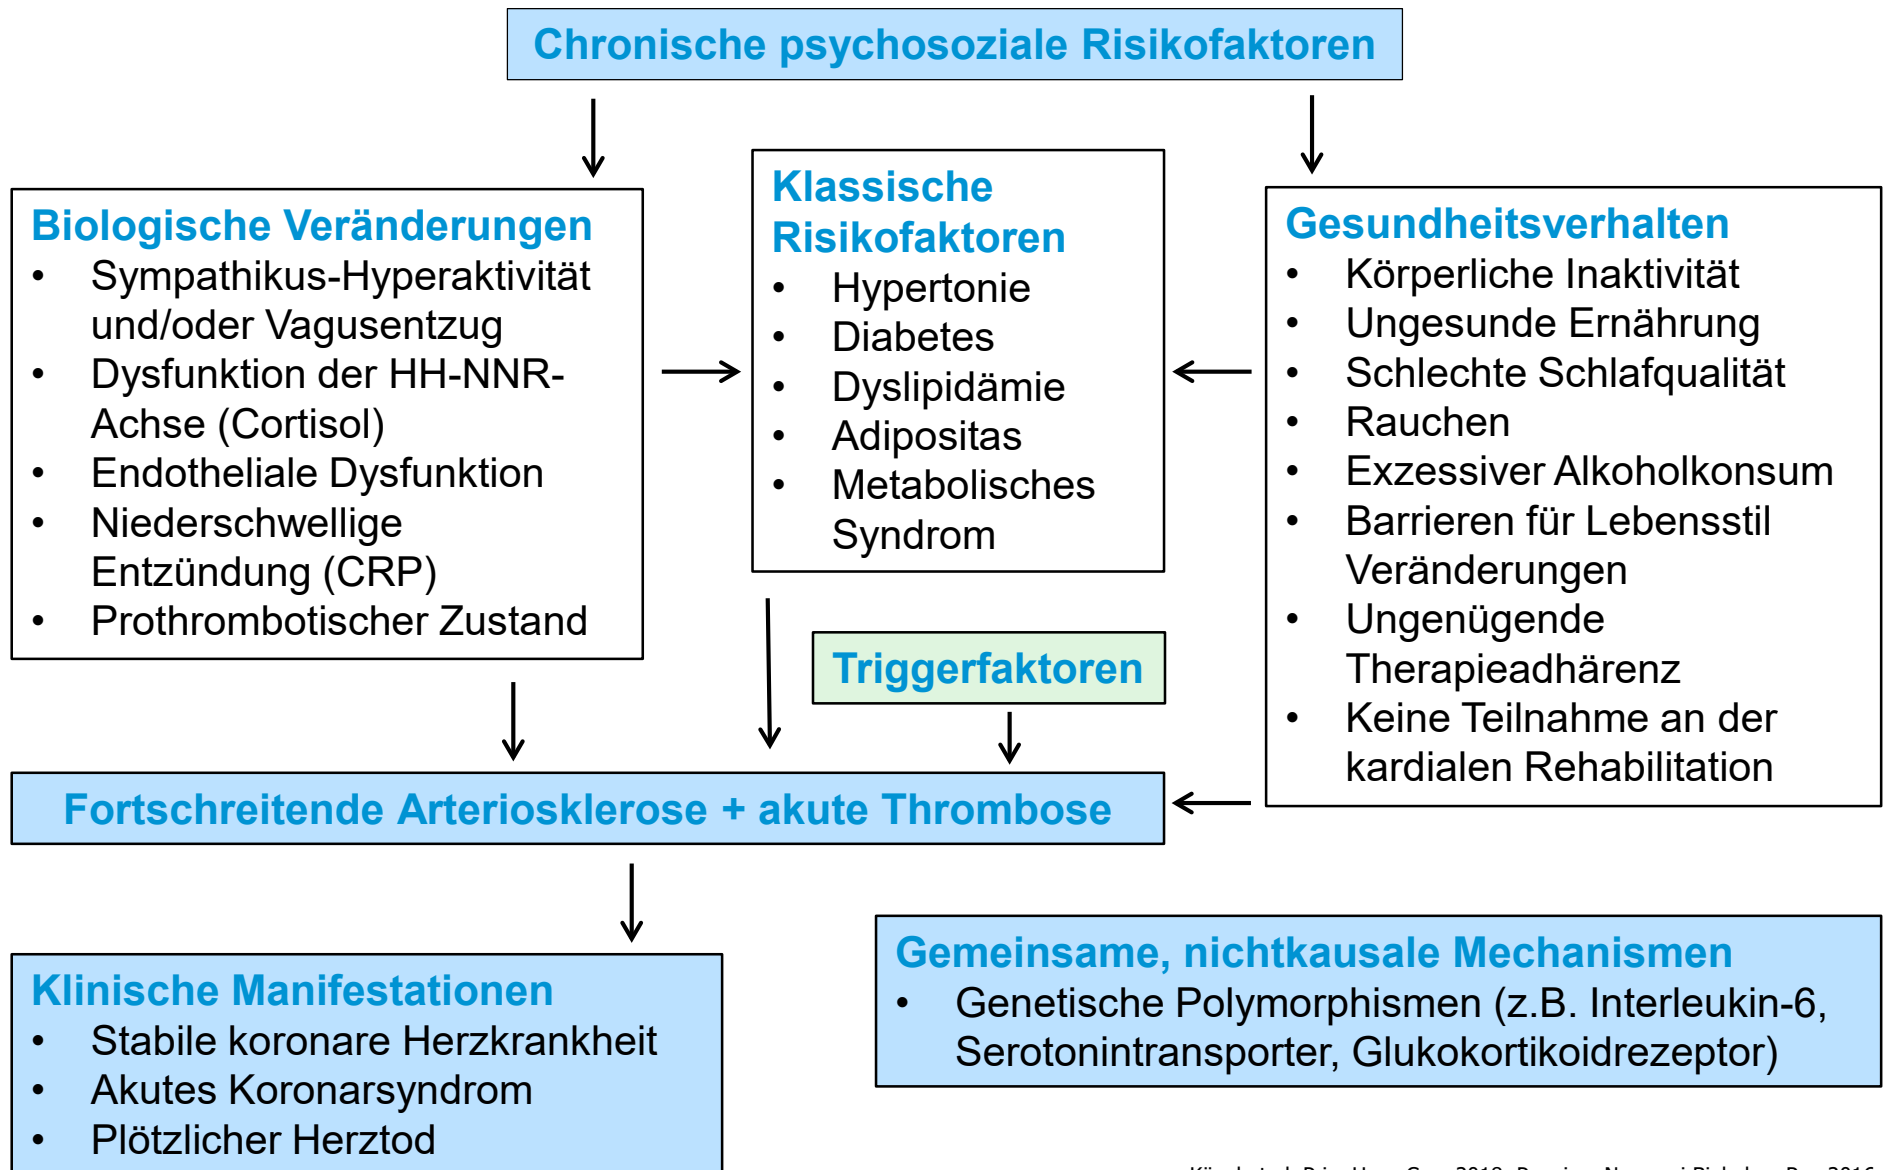 Chronische psychosoziale Risikofaktoren
Biologische Veränderungen
• Sympathikus-Hyperaktivität
und/oder Vagusentzug
• Dysfunktion der HH-NNR-
Achse (Cortisol)
• Endotheliale Dysfunktion
• Niederschwellige
Entzündung (CRP)
• Prothrombotischer Zustand
Klassische
Risikofaktoren
• Hypertonie
• Diabetes
• Dyslipidämie
• Adipositas
• Metabolisches
Syndrom
Gesundheitsverhalten
• Körperliche Inaktivität
• Ungesunde Ernährung
• Schlechte Schlafqualität
• Rauchen
• Exzessiver Alkoholkonsum
• Barrieren für Lebensstil
Veränderungen
• Ungenügende
Therapieadhärenz
• Keine Teilnahme an der
kardialen Rehabilitation
Triggerfaktoren
Fortschreitende Arteriosklerose + akute Thrombose
Klinische Manifestationen
• Stabile koronare Herzkrankheit
• Akutes Koronarsyndrom
• Plötzlicher Herztod
Gemeinsame, nichtkausale Mechanismen
• Genetische Polymorphismen (z.B. Interleukin-6,
Serotonintransporter, Glukokortikoidrezeptor)